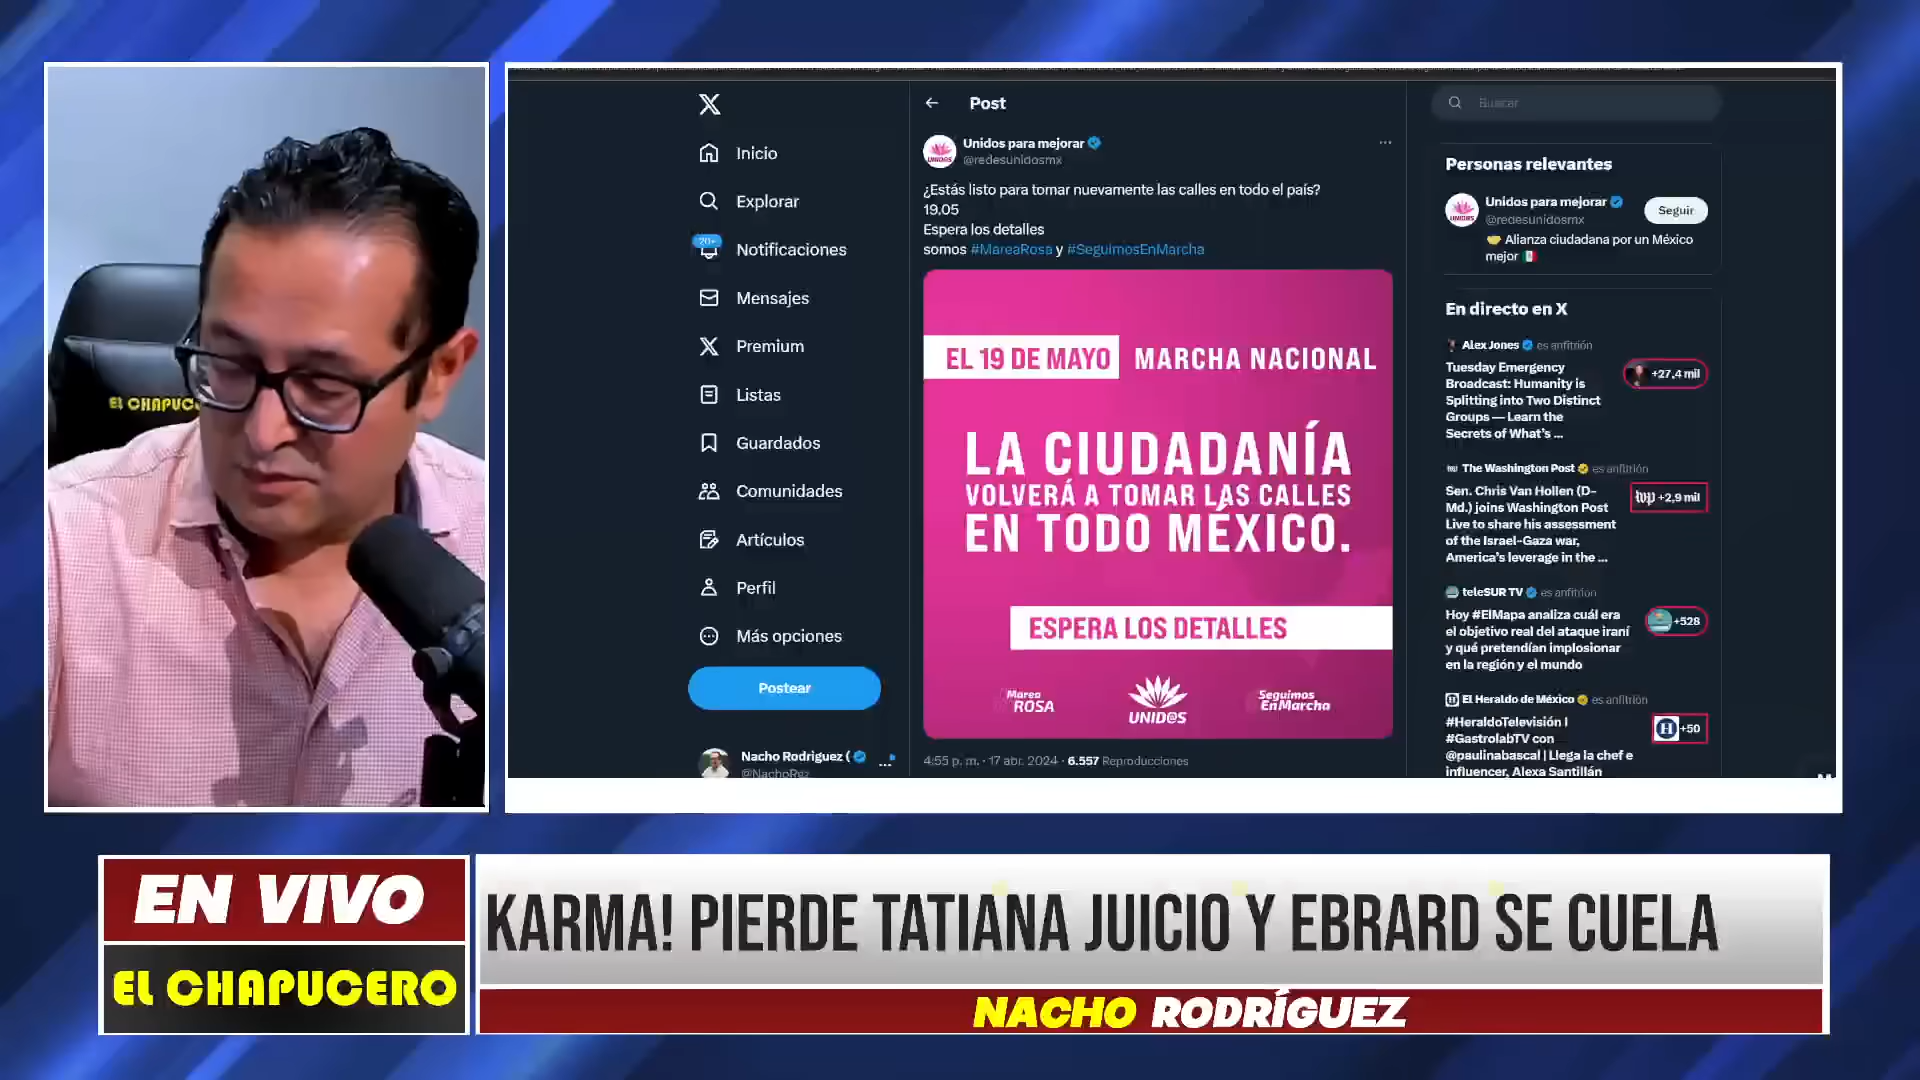 EL CHAPUCE
X
Inicio
Explorar
20+
Notificaciones
Mensajes
Premium
Listas
Guardados
Comunidades
Artículos
Perfil
Más opciones
Postear
Nacho Rodriguez (
@NachoRgz
Post
Unidos para mejorar
@redesunidosmx
¿Estás listo para tomar nuevamente las calles en todo el país?
19,05
Espera los detalles
somos #MareaRosa y #SeguimosEnMarcha
EL 19 DE MAYO MARCHA NACIONAL
LA CIUDADANÍA
VOLVERÁ A TOMAR LAS CALLES
EN TODO MÉXICO.
ESPERA LOS DETALLES
Marea
ROSA
UNID@S
Seguimos
EnMarcha
4:55 p. m. · 17 abr. 2024 · 6.557 Reproducciones
Buscar
Personas relevantes
Unidos para mejorar
@redesunidosmx
Seguir
Alianza ciudadana por un México
mejor
En directo en X
Alex Jones es anfitrión
Tuesday Emergency
Broadcast: Humanity is
Splitting into Two Distinct
Groups — Learn the
Secrets of What's ...
+27,4 mil
The Washington Post es anfitrión
Sen. Chris Van Hollen (D-
Md.) joins Washington Post
Live to share his assessment
of the Israel-Gaza war,
America's leverage in the ...
wp +2,9 mil
teleSUR TV es anfitrión
Hoy #ElMapa analiza cuál era
el objetivo real del ataque iraní
y qué pretendían implosionar
en la región y el mundo
+528
El Heraldo de México es anfitrión
#HeraldoTelevisión |
#GastrolabTV con
@paulinabascal | Llega la chef e
influencer, Alexa Santillán
H +50
EN VIVO
EL CHAPUCERO
KARMA! PIERDE TATIANA JUICIO Y EBRARD SE CUELA
NACHO RODRÍGUEZ